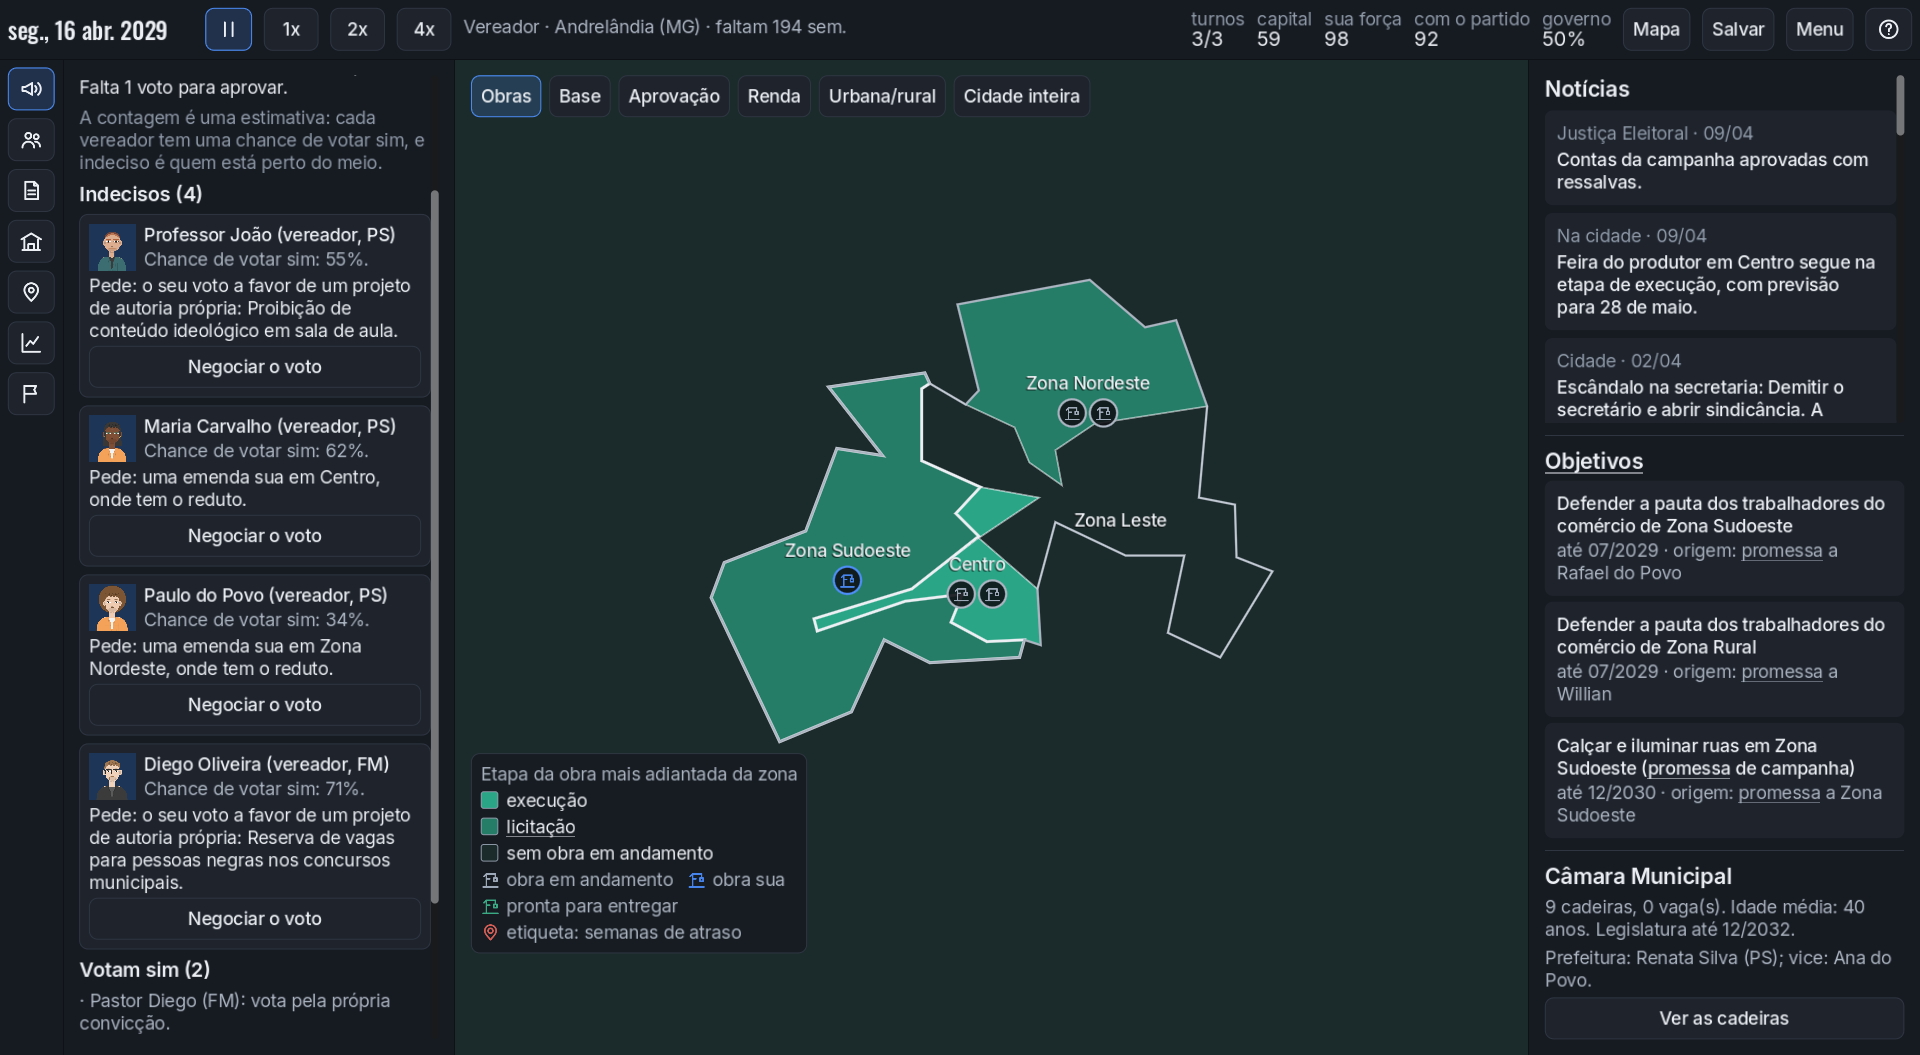 seg., 16 abr. 2029
1x
2x
4x
Vereador · Andrelândia (MG) · faltam 194 sem.
turnos
3/3
capital
59
sua força
98
com o partido
92
governo
50%
Mapa
Salvar
Menu
Falta 1 voto para aprovar.
A contagem é uma estimativa: cada
vereador tem uma chance de votar sim, e
indeciso é quem está perto do meio.
Indecisos (4)
Professor João (vereador, PS)
Chance de votar sim: 55%.
Pede: o seu voto a favor de um projeto
de autoria própria: Proibição de
conteúdo ideológico em sala de aula.
Negociar o voto
Maria Carvalho (vereador, PS)
Chance de votar sim: 62%.
Pede: uma emenda sua em Centro,
onde tem o reduto.
Negociar o voto
Paulo do Povo (vereador, PS)
Chance de votar sim: 34%.
Pede: uma emenda sua em Zona
Nordeste, onde tem o reduto.
Negociar o voto
Diego Oliveira (vereador, FM)
Chance de votar sim: 71%.
Pede: o seu voto a favor de um projeto
de autoria própria: Reserva de vagas
para pessoas negras nos concursos
municipais.
Negociar o voto
Votam sim (2)
· Pastor Diego (FM): vota pela própria
convicção.
Obras
Base
Aprovação
Renda
Urbana/rural
Cidade inteira
Zona Nordeste
Zona Leste
Zona Sudoeste
Centro
Etapa da obra mais adiantada da zona
execução
licitação
sem obra em andamento
obra em andamento
obra sua
pronta para entregar
etiqueta: semanas de atraso
Notícias
Justiça Eleitoral · 09/04
Contas da campanha aprovadas com
ressalvas.
Na cidade · 09/04
Feira do produtor em Centro segue na
etapa de execução, com previsão
para 28 de maio.
Cidade · 02/04
Escândalo na secretaria: Demitir o
secretário e abrir sindicância. A
Objetivos
Defender a pauta dos trabalhadores do
comércio de Zona Sudoeste
até 07/2029 · origem: promessa a
Rafael do Povo
Defender a pauta dos trabalhadores do
comércio de Zona Rural
até 07/2029 · origem: promessa a
Willian
Calçar e iluminar ruas em Zona
Sudoeste (promessa de campanha)
até 12/2030 · origem: promessa a Zona
Sudoeste
Câmara Municipal
9 cadeiras, 0 vaga(s). Idade média: 40
anos. Legislatura até 12/2032.
Prefeitura: Renata Silva (PS); vice: Ana do
Povo.
Ver as cadeiras